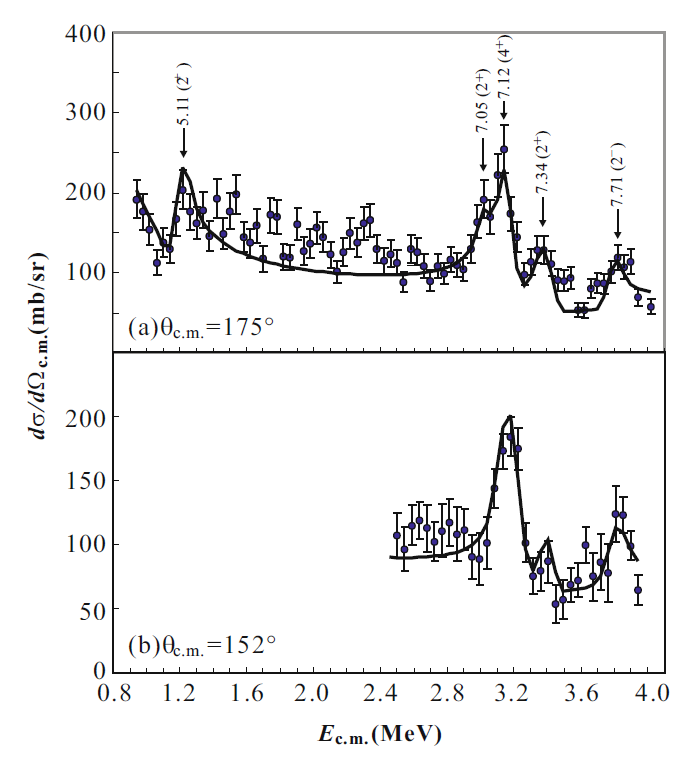 400
300
200
100
5.11 (2⁺)
7.05 (2⁺)
7.12 (4⁺)
7.34 (2⁺)
7.71 (2⁻)
(a)θc.m.=175°
dσ/dΩc.m.(mb/sr)
200
150
100
50
0
(b)θc.m.=152°
0.8 1.2 1.6 2.0 2.4 2.8 3.2 3.6 4.0
Ec.m.(MeV)